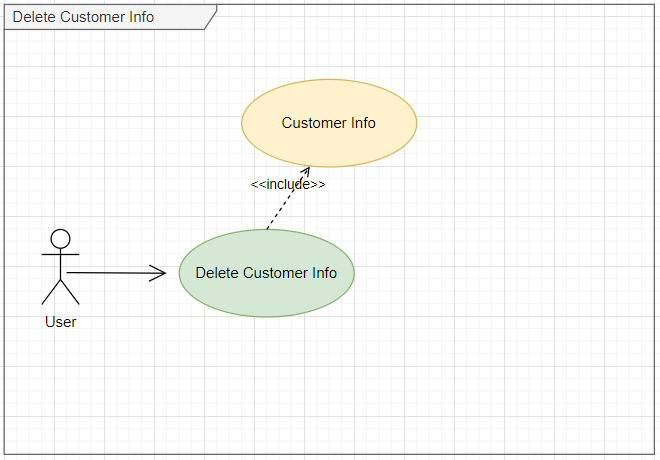 Delete Customer Info
Customer Info
<<include>>
Delete Customer Info
User